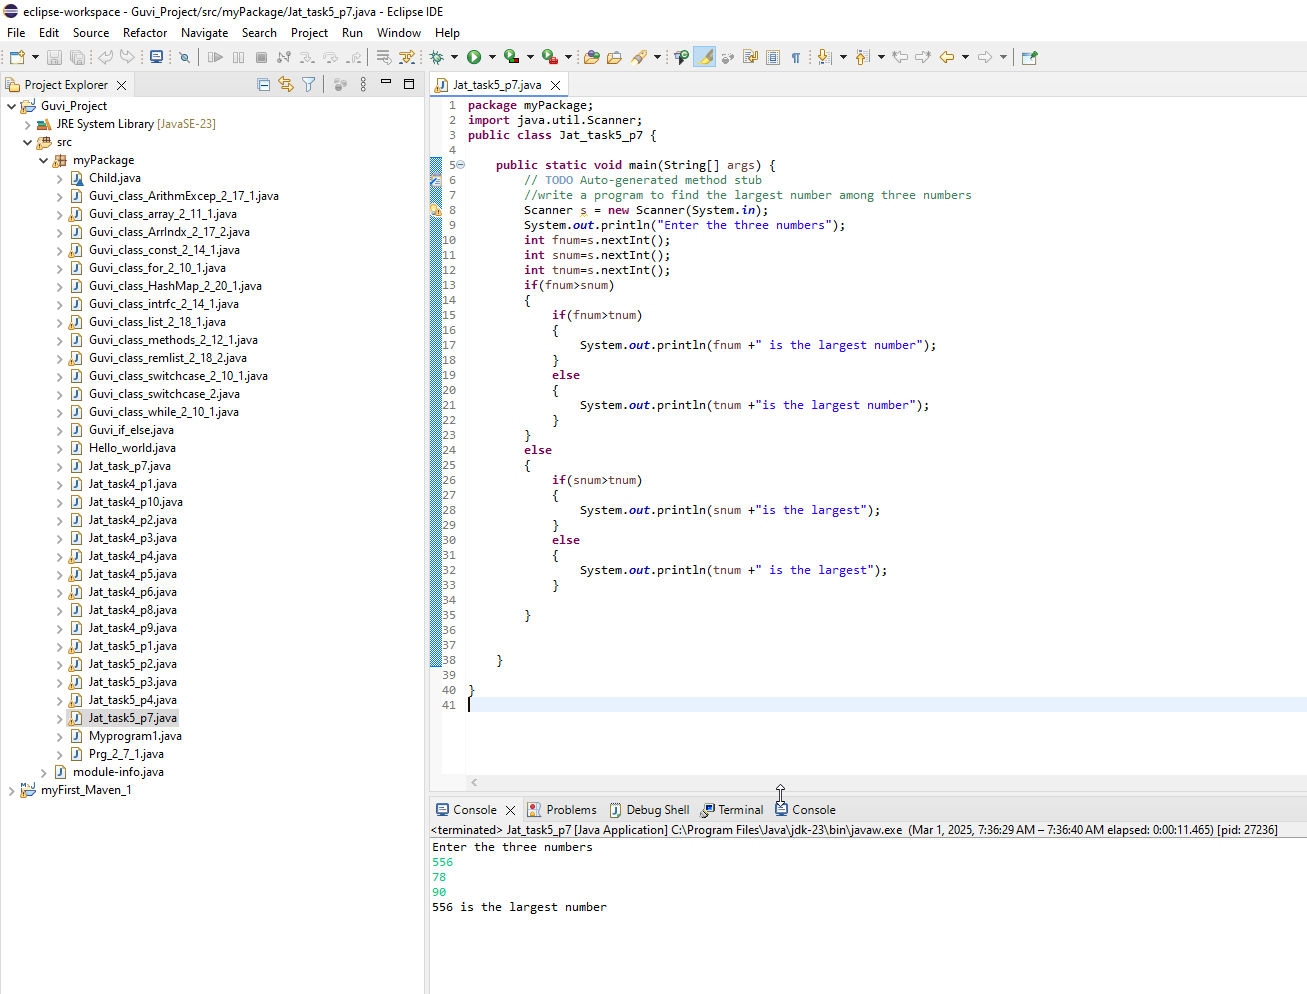 eclipse-workspace - Guvi_Project/src/myPackage/Jat_task5_p7.java - Eclipse IDE
File Edit Source Refactor Navigate Search Project Run Window Help
Project Explorer
Guvi_Project
JRE System Library [JavaSE-23]
src
myPackage
Child.java
Guvi_class_ArithmExcep_2_17_1.java
Guvi_class_array_2_11_1.java
Guvi_class_ArrIndx_2_17_2.java
Guvi_class_const_2_14_1.java
Guvi_class_for_2_10_1.java
Guvi_class_HashMap_2_20_1.java
Guvi_class_intrfc_2_14_1.java
Guvi_class_list_2_18_1.java
Guvi_class_methods_2_12_1.java
Guvi_class_remlist_2_18_2.java
Guvi_class_switchcase_2_10_1.java
Guvi_class_switchcase_2.java
Guvi_class_while_2_10_1.java
Guvi_if_else.java
Hello_world.java
Jat_task_p7.java
Jat_task4_p1.java
Jat_task4_p10.java
Jat_task4_p2.java
Jat_task4_p3.java
Jat_task4_p4.java
Jat_task4_p5.java
Jat_task4_p6.java
Jat_task4_p8.java
Jat_task4_p9.java
Jat_task5_p1.java
Jat_task5_p2.java
Jat_task5_p3.java
Jat_task5_p4.java
Jat_task5_p7.java
Myprogram1.java
Prg_2_7_1.java
module-info.java
myFirst_Maven_1
Jat_task5_p7.java
1 package myPackage;
2 import java.util.Scanner;
3 public class Jat_task5_p7 {
4
5 public static void main(String[] args) {
6 // TODO Auto-generated method stub
7 //write a program to find the largest number among three numbers
8 Scanner s = new Scanner(System.in);
9 System.out.println("Enter the three numbers");
10 int fnum=s.nextInt();
11 int snum=s.nextInt();
12 int tnum=s.nextInt();
13 if(fnum>snum)
14 {
15 if(fnum>tnum)
16 {
17 System.out.println(fnum +" is the largest number");
18 }
19 else
20 {
21 System.out.println(tnum +"is the largest number");
22 }
23 }
24 else
25 {
26 if(snum>tnum)
27 {
28 System.out.println(snum +"is the largest");
29 }
30 else
31 {
32 System.out.println(tnum +" is the largest");
33 }
34
35 }
36
37
38 }
39
40 }
41
Console Problems Debug Shell Terminal Console
<terminated> Jat_task5_p7 [Java Application] C:\Program Files\Java\jdk-23\bin\javaw.exe (Mar 1, 2025, 7:36:29 AM – 7:36:40 AM elapsed: 0:00:11.465) [pid: 27236]
Enter the three numbers
556
78
90
556 is the largest number